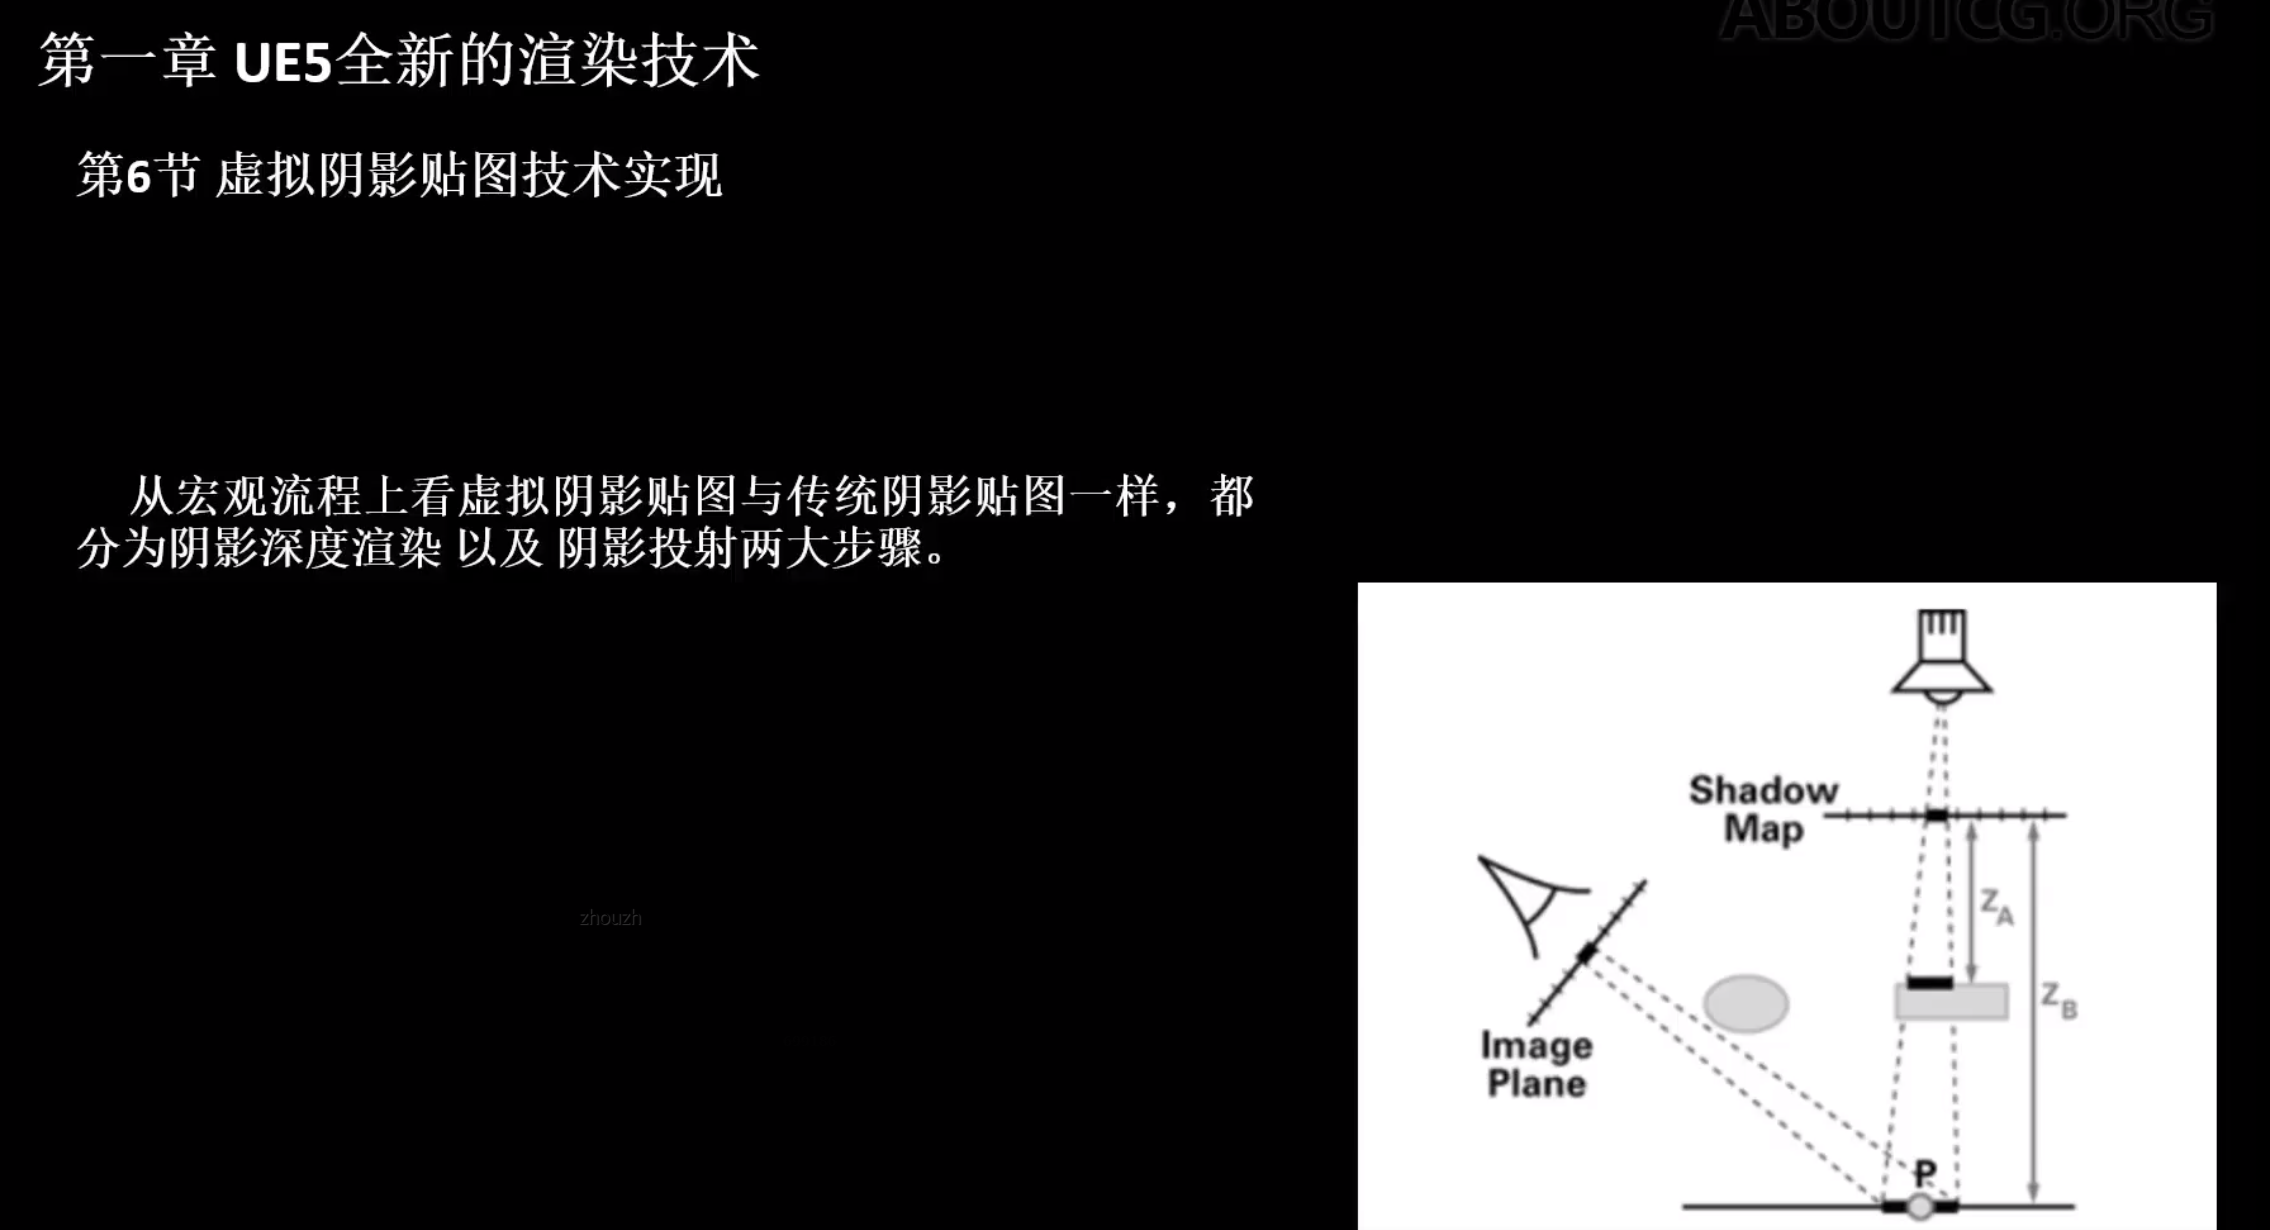 ABOUTCG.ORG
第一章 UE5全新的渲染技术
第6节 虚拟阴影贴图技术实现
从宏观流程上看虚拟阴影贴图与传统阴影贴图一样，都
分为阴影深度渲染 以及 阴影投射两大步骤。
Shadow
Map
ZA
ZB
Image
Plane
P
zhouzh